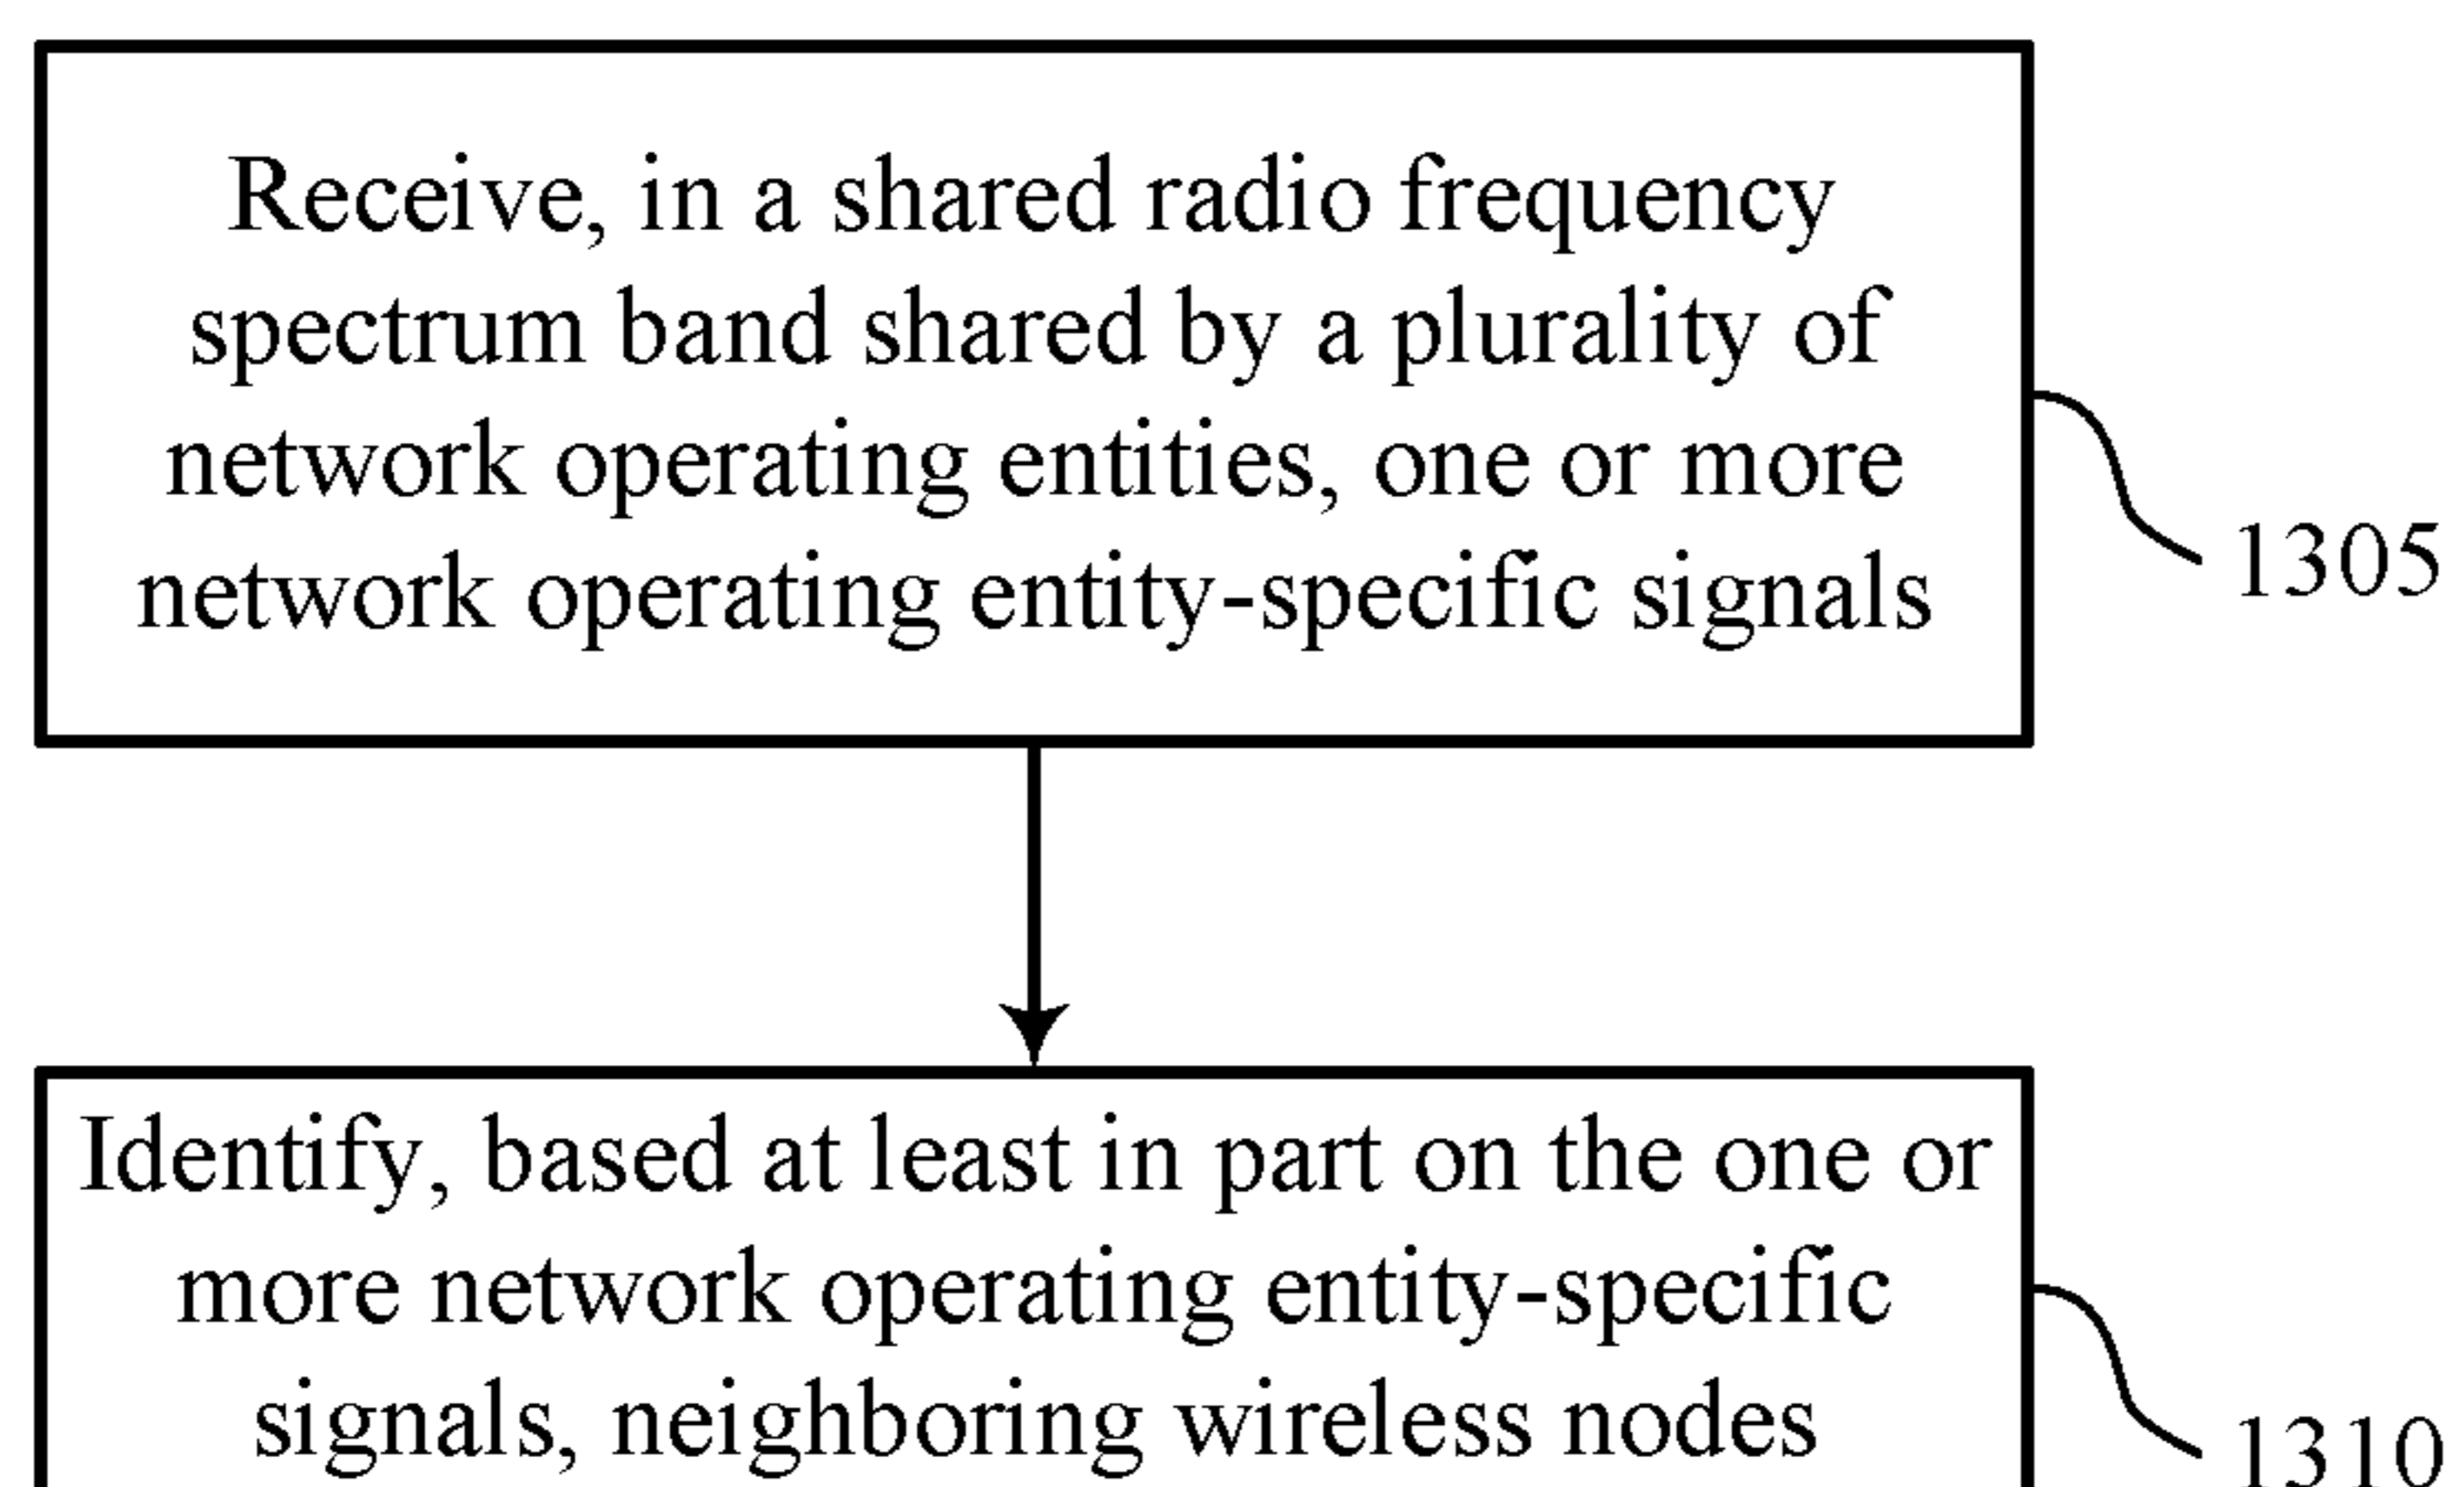 Receive, in a shared radio frequency
spectrum band shared by a plurality of
network operating entities, one or more
network operating entity-specific signals
1305
Identify, based at least in part on the one or
more network operating entity-specific
signals, neighboring wireless nodes
1310